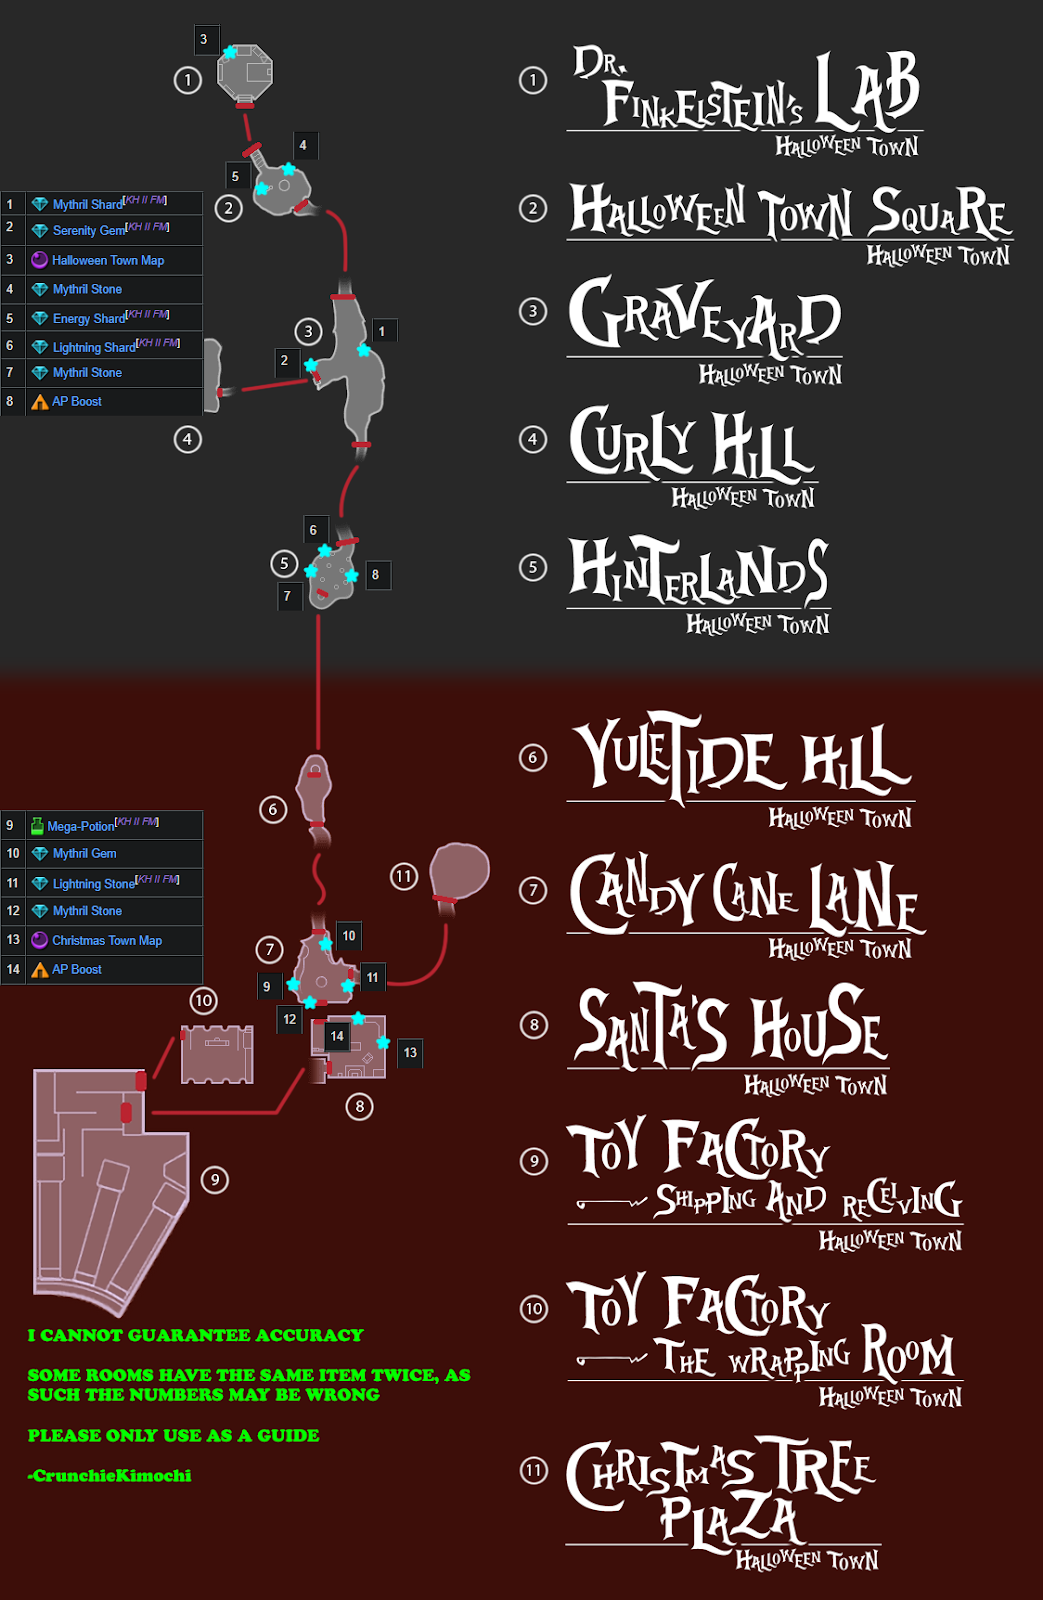 3
1
4
5
2
1 Mythril Shard[KH II FM]
2 Serenity Gem[KH II FM]
3 Halloween Town Map
4 Mythril Stone
5 Energy Shard[KH II FM]
6 Lightning Shard[KH II FM]
7 Mythril Stone
8 AP Boost
3
1
2
4
6
5
8
7
1 DR. FINKELSTEIN'S LAB
HALLOWEEN TOWN
2 HALLOWEEN TOWN SQUARE
HALLOWEEN TOWN
3 GRAVEYARD
HALLOWEEN TOWN
4 CURLY HILL
HALLOWEEN TOWN
5 HINTERLANDS
HALLOWEEN TOWN
6
9 Mega-Potion[KH II FM]
10 Mythril Gem
11 Lightning Stone[KH II FM]
12 Mythril Stone
13 Christmas Town Map
14 AP Boost
11
10
7
11
9
12
10
14
13
8
9
6 YULETIDE HILL
HALLOWEEN TOWN
7 CANDY CANE LANE
HALLOWEEN TOWN
8 SANTA'S HOUSE
HALLOWEEN TOWN
9 TOY FACTORY
SHIPPING AND RECEIVING
HALLOWEEN TOWN
10 TOY FACTORY
THE WRAPPING ROOM
HALLOWEEN TOWN
11 CHRISTMAS TREE
PLAZA
HALLOWEEN TOWN
I CANNOT GUARANTEE ACCURACY
SOME ROOMS HAVE THE SAME ITEM TWICE, AS
SUCH THE NUMBERS MAY BE WRONG
PLEASE ONLY USE AS A GUIDE
-CrunchieKimochi